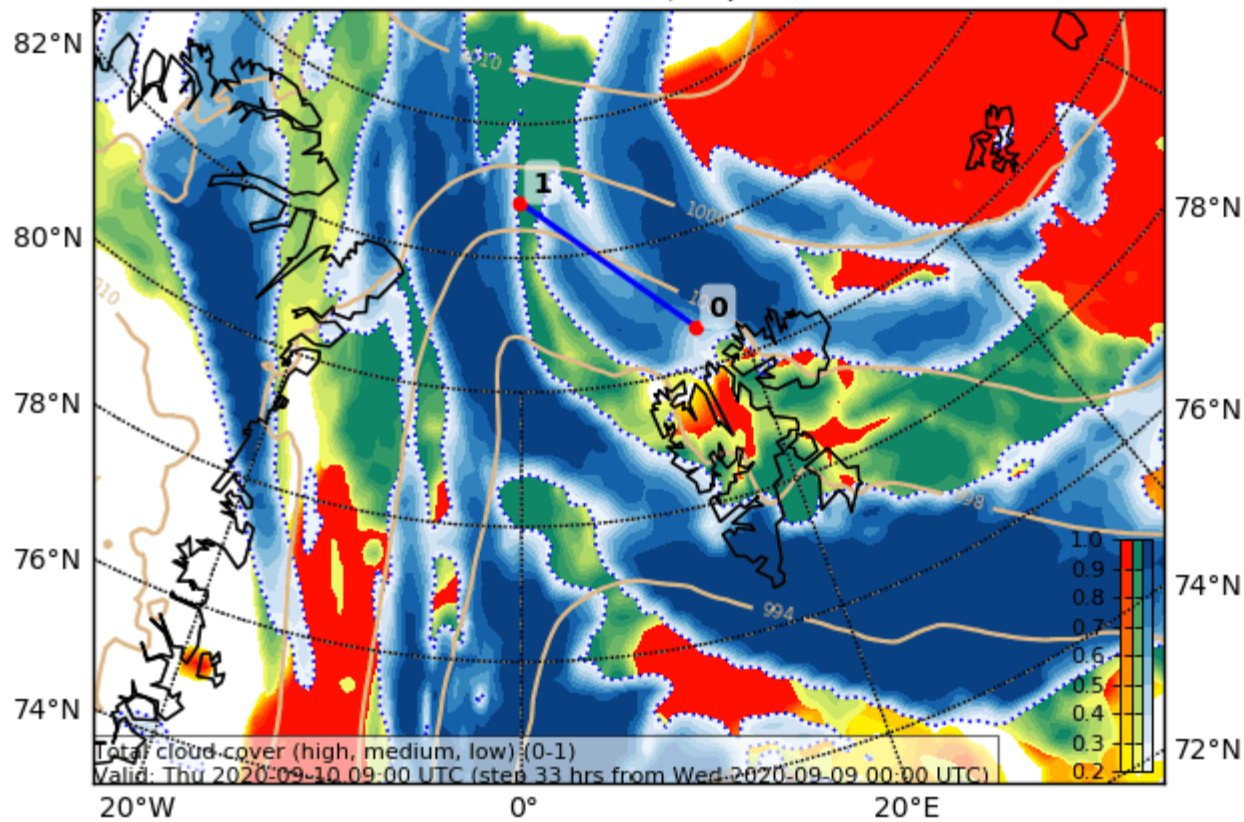 82°N
80°N
78°N
76°N
74°N
78°N
76°N
74°N
72°N
20°W
0°
20°E
1010
1
1006
0
010
998
994
1.0
0.9
0.8
0.7
0.6
0.5
0.4
0.3
0.2
Total cloud cover (high, medium, low) (0-1)
Valid: Thu 2020-09-10 09:00 UTC (step 33 hrs from Wed 2020-09-09 00:00 UTC)